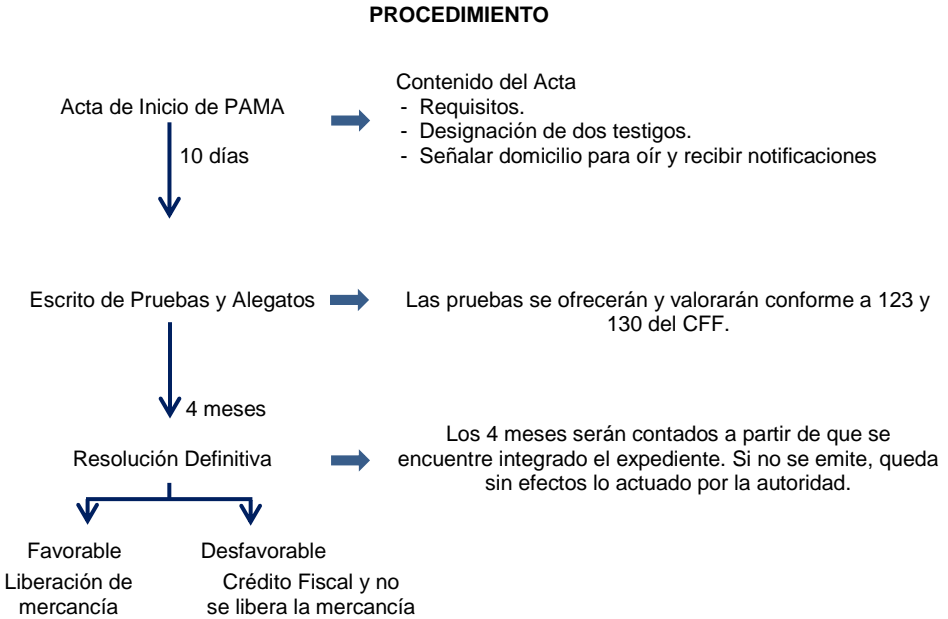 PROCEDIMIENTO
Acta de Inicio de PAMA
Contenido del Acta
- Requisitos.
- Designación de dos testigos.
- Señalar domicilio para oír y recibir notificaciones
10 días
Escrito de Pruebas y Alegatos
Las pruebas se ofrecerán y valorarán conforme a 123 y
130 del CFF.
4 meses
Resolución Definitiva
Los 4 meses serán contados a partir de que se
encuentre integrado el expediente. Si no se emite, queda
sin efectos lo actuado por la autoridad.
Favorable
Liberación de
mercancía
Desfavorable
Crédito Fiscal y no
se libera la mercancía